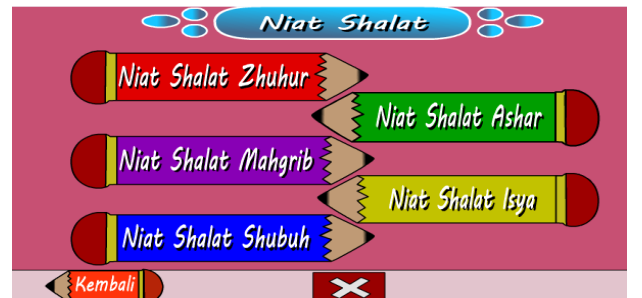 Niat Shalat
Niat Shalat Zhuhur
Niat Shalat Ashar
Niat Shalat Mahgrib
Niat Shalat Isya
Niat Shalat Shubuh
Kembali